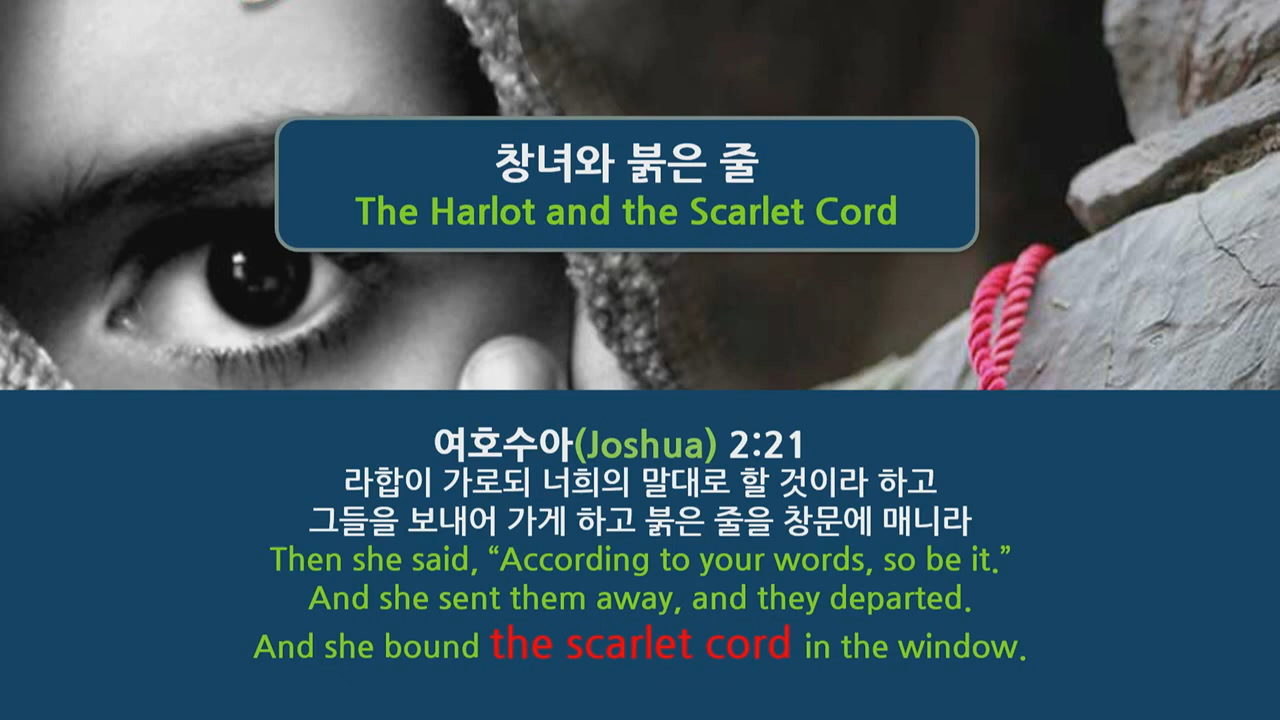 창녀와 붉은 줄
The Harlot and the Scarlet Cord
여호수아(Joshua) 2:21
라합이 가로되 너희의 말대로 할 것이라 하고
그들을 보내어 가게 하고 붉은 줄을 창문에 매니라
Then she said, “According to your words, so be it.”
And she sent them away, and they departed.
And she bound the scarlet cord in the window.